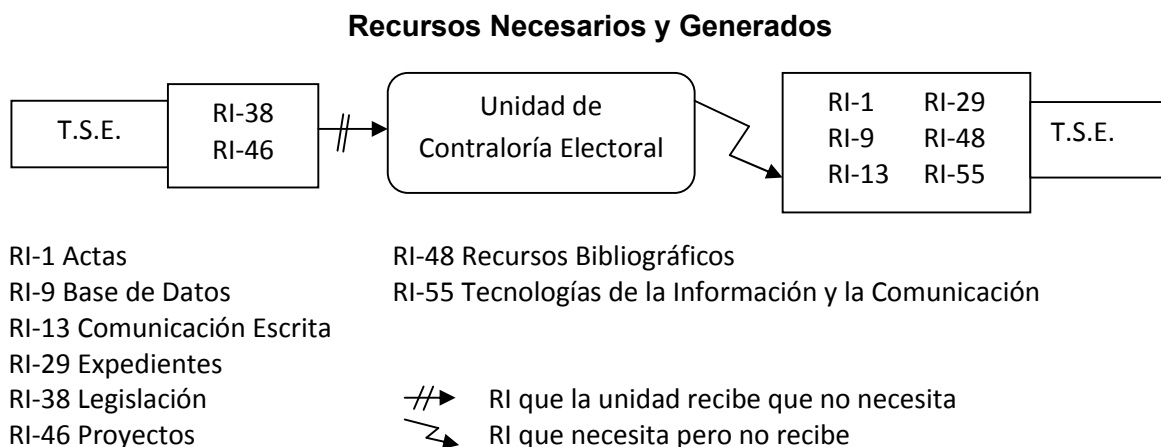 Recursos Necesarios y Generados
T.S.E.
RI-38
RI-46
Unidad de
Contraloría Electoral
RI-1 RI-29
RI-9 RI-48
RI-13 RI-55
T.S.E.
RI-1 Actas
RI-9 Base de Datos
RI-13 Comunicación Escrita
RI-29 Expedientes
RI-38 Legislación
RI-46 Proyectos
RI-48 Recursos Bibliográficos
RI-55 Tecnologías de la Información y la Comunicación
RI que la unidad recibe que no necesita
RI que necesita pero no recibe